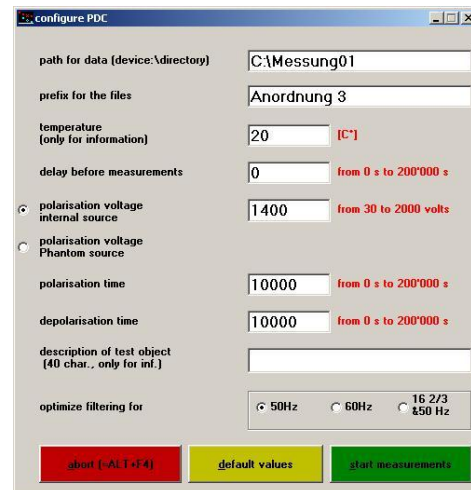 configure PDC
path for data (device:\directory)
C:\Messung01
prefix for the files
Anordnung 3
temperature
(only for information)
20
[C°]
delay before measurements
0
from 0 s to 200'000 s
polarisation voltage
internal source
1400
from 30 to 2000 volts
polarisation voltage
Phantom source
polarisation time
10000
from 0 s to 200'000 s
depolarisation time
10000
from 0 s to 200'000 s
description of test object
(40 char., only for inf.)
optimize filtering for
50Hz
60Hz
16 2/3
&50 Hz
abort (=ALT+F4)
default values
start measurements